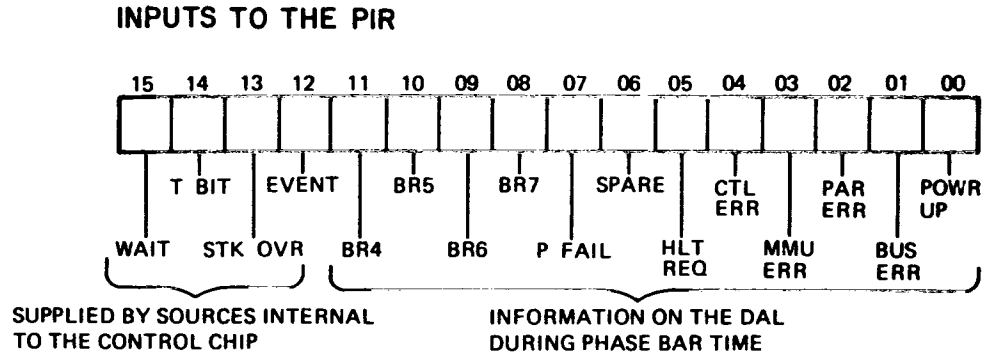 INPUTS TO THE PIR
15 14 13 12 11 10 09 08 07 06 05 04 03 02 01 00
T BIT EVENT BR5 BR7 SPARE CTL ERR PAR ERR POWR UP
WAIT STK OVR BR4 BR6 P FAIL HLT REQ MMU ERR BUS ERR
SUPPLIED BY SOURCES INTERNAL
TO THE CONTROL CHIP
INFORMATION ON THE DAL
DURING PHASE BAR TIME